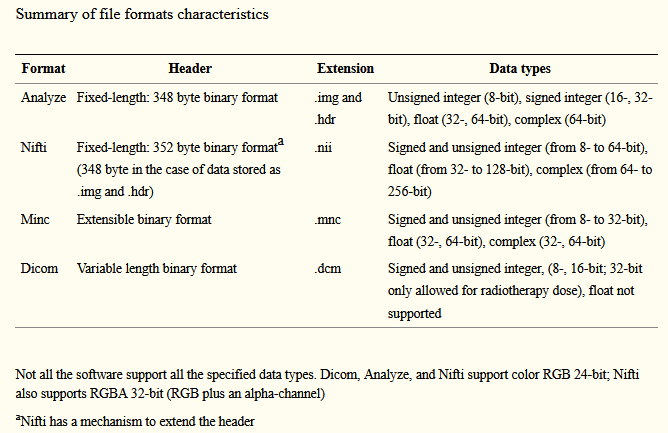 Summary of file formats characteristics
Format Header Extension Data types
Analyze Fixed-length: 348 byte binary format .img and Unsigned integer (8-bit), signed integer (16-, 32-
.hdr bit), float (32-, 64-bit), complex (64-bit)
Nifti Fixed-length: 352 byte binary formata .nii Signed and unsigned integer (from 8- to 64-bit),
(348 byte in the case of data stored as float (from 32- to 128-bit), complex (from 64- to
.img and .hdr) 256-bit)
Minc Extensible binary format .mnc Signed and unsigned integer (from 8- to 32-bit),
float (32-, 64-bit), complex (32-, 64-bit)
Dicom Variable length binary format .dcm Signed and unsigned integer, (8-, 16-bit; 32-bit
only allowed for radiotherapy dose), float not
supported
Not all the software support all the specified data types. Dicom, Analyze, and Nifti support color RGB 24-bit; Nifti
also supports RGBA 32-bit (RGB plus an alpha-channel)
aNifti has a mechanism to extend the header